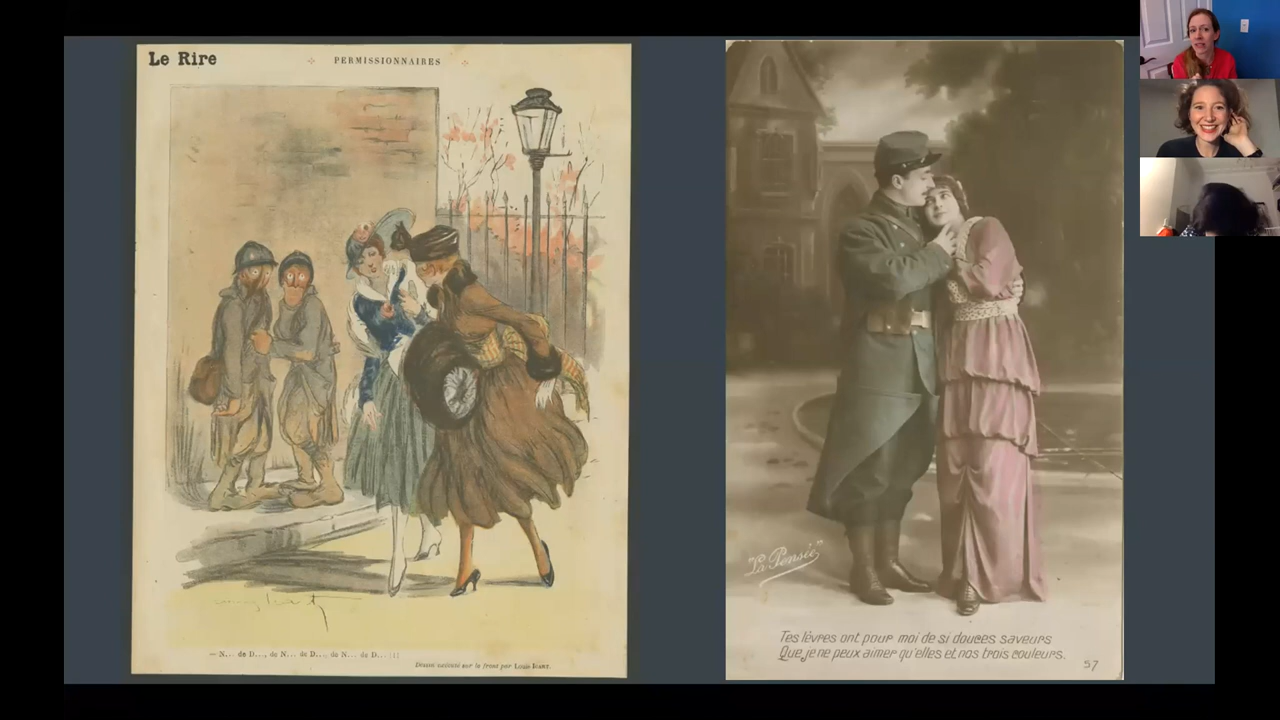 Le Rire
PERMISSIONNAIRES
— N... de D..., de N... de D... de N... de D...
Dessin exécuté sur le front par LOUIS ICART.
"La Pensée"
Tes lèvres ont pour moi de si douces saveurs
Que je ne peux aimer qu'elles et nos trois couleurs.
57